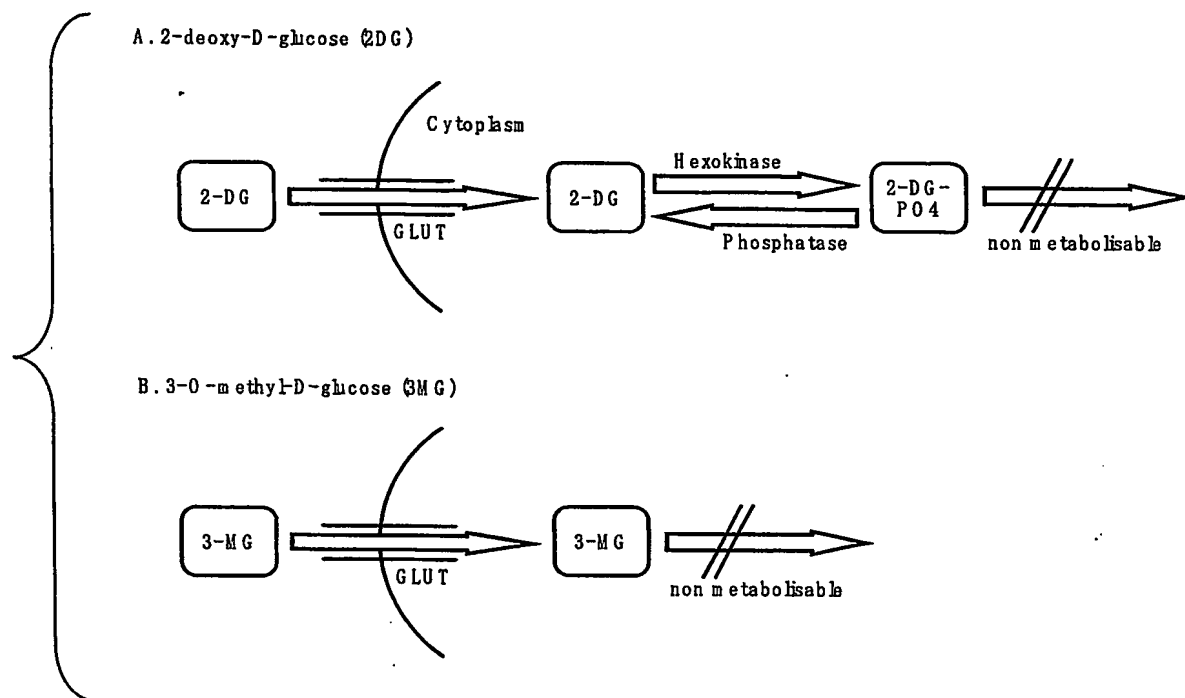 A. 2-deoxy-D-glucose (2DG)
Cytoplasm
2-DG
GLUT
2-DG
Hexokinase
Phosphatase
2-DG-
PO4
non metabolisable
B. 3-O-methyl-D-glucose (3MG)
3-MG
GLUT
3-MG
non metabolisable